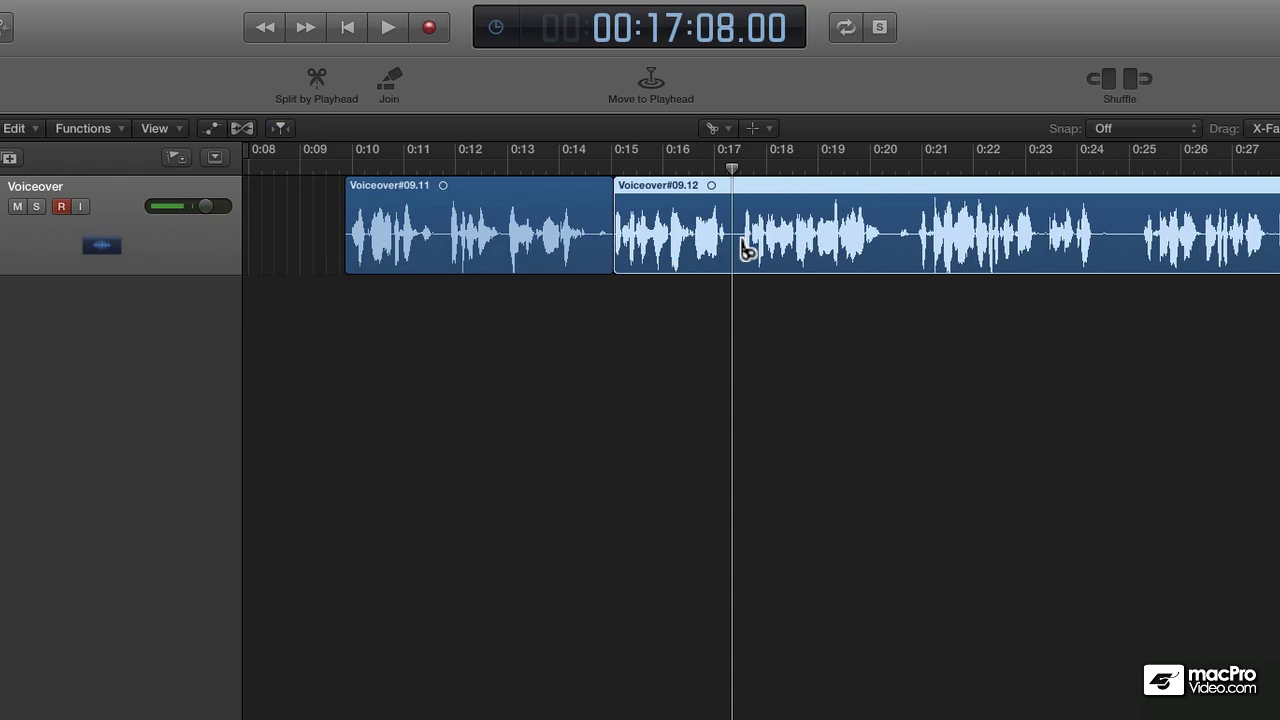 00:17:08.00
S
Split by Playhead
Join
Move to Playhead
Shuffle
Edit
Functions
View
Snap: Off
Drag: X-Fa
0:08 0:09 0:10 0:11 0:12 0:13 0:14 0:15 0:16 0:17 0:18 0:19 0:20 0:21 0:22 0:23 0:24 0:25 0:26 0:27
Voiceover
M S R I
Voiceover#09.11
Voiceover#09.12
macPro
Video.com